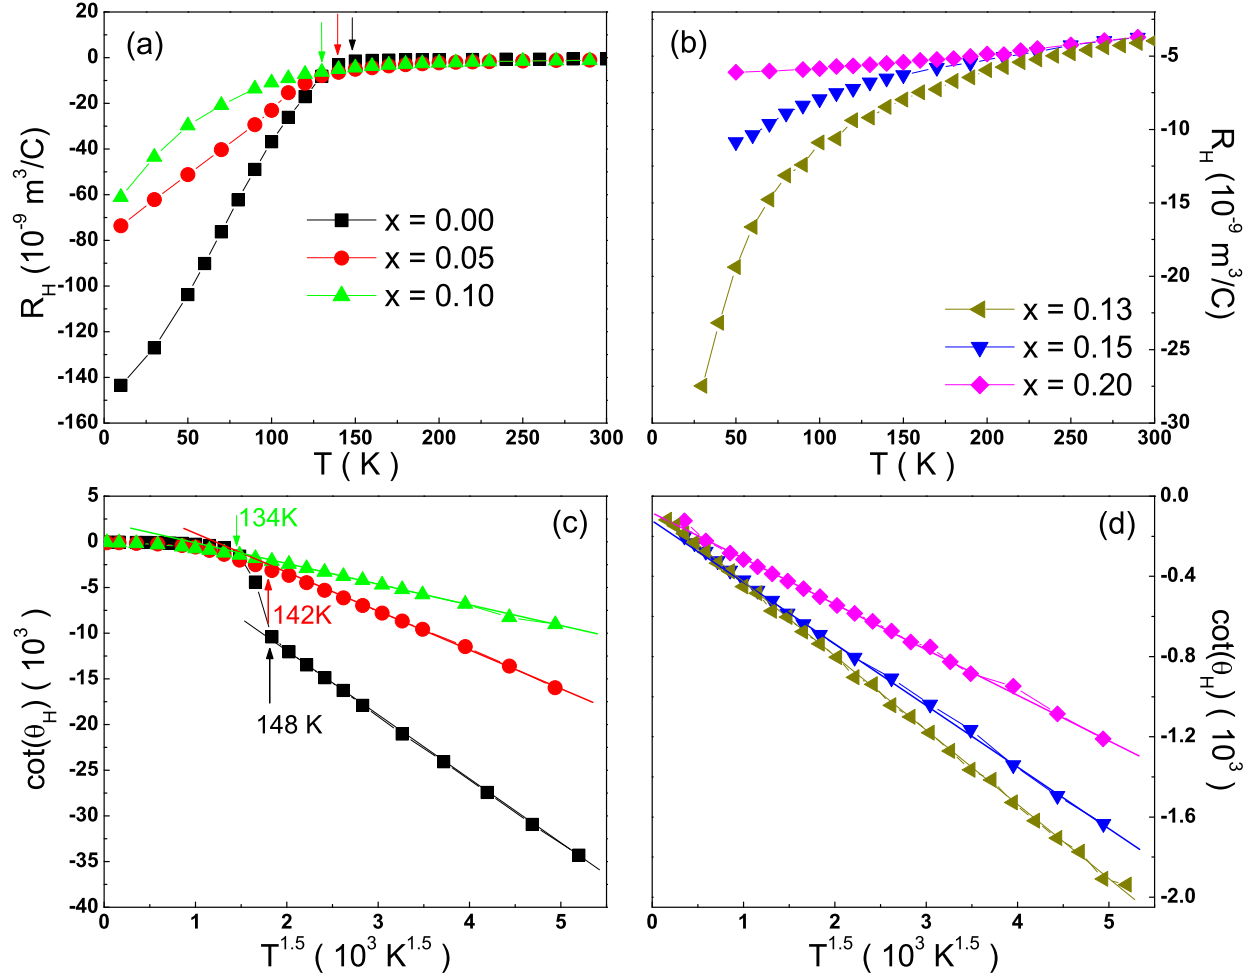 (a)
20
0
-20
-40
-60
-80
-100
-120
-140
-160
R_H (10^-9 m^3/C)
x = 0.00
x = 0.05
x = 0.10
0 50 100 150 200 250 300
T ( K )
(b)
-5
-10
-15
-20
-25
-30
R_H (10^-9 m^3/C)
x = 0.13
x = 0.15
x = 0.20
0 50 100 150 200 250 300
T ( K )
(c)
5
0
-5
-10
-15
-20
-25
-30
-35
-40
cot(θ_H) ( 10^3 )
134K
142K
148 K
0 1 2 3 4 5
T^1.5 ( 10^3 K^1.5 )
(d)
0.0
-0.4
-0.8
-1.2
-1.6
-2.0
cot(θ_H) ( 10^3 )
0 1 2 3 4 5
T^1.5 ( 10^3 K^1.5 )